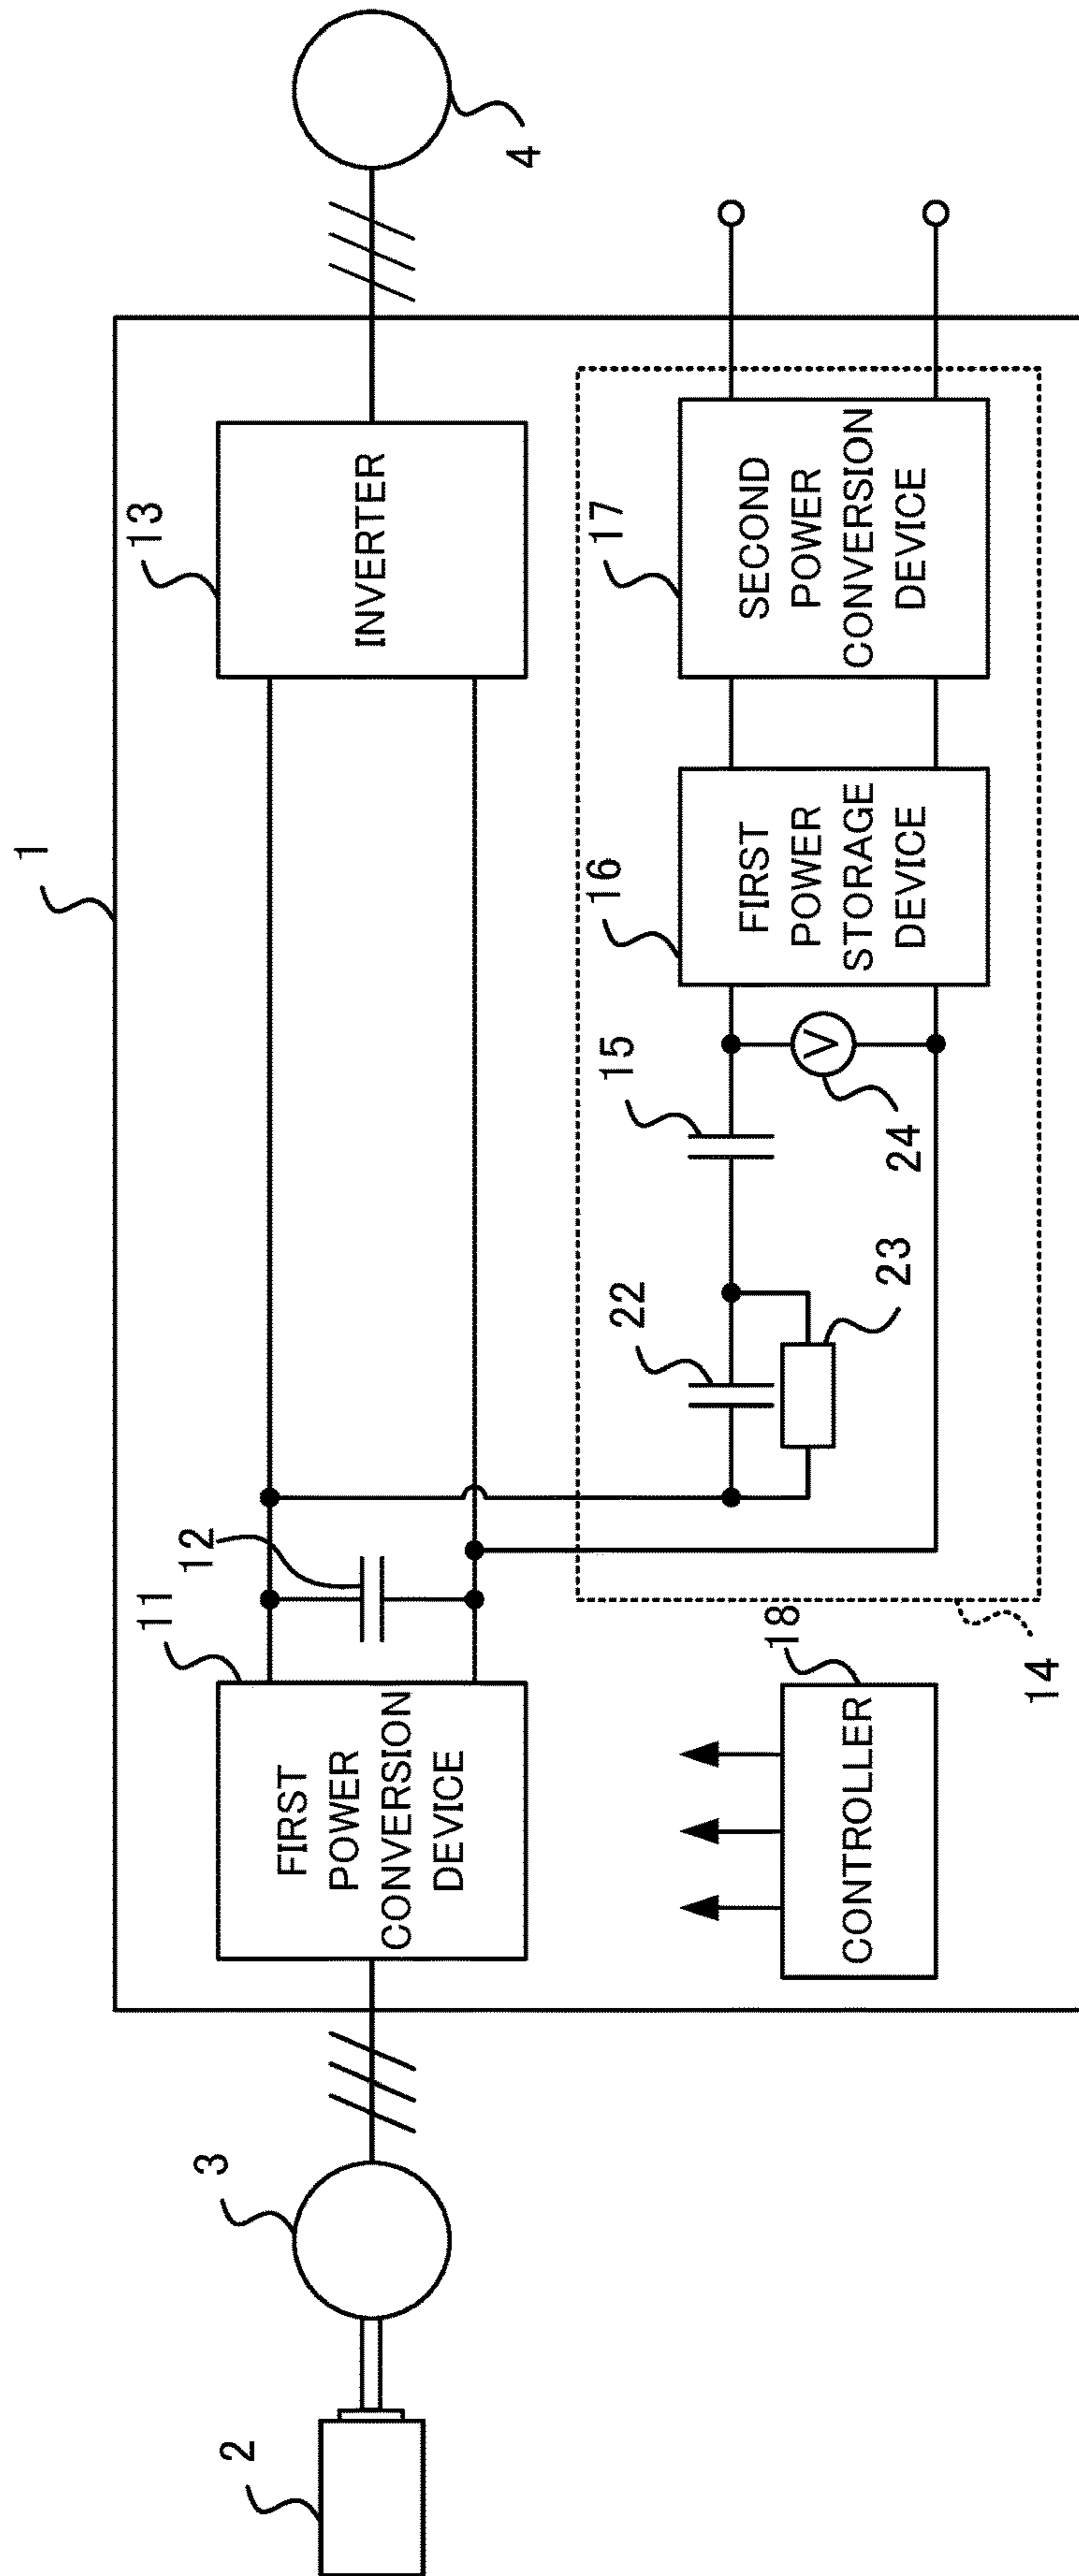 1
2
3
4
11
FIRST
POWER
CONVERSION
DEVICE
12
13
INVERTER
22
23
15
24
V
16
FIRST
POWER
STORAGE
DEVICE
17
SECOND
POWER
CONVERSION
DEVICE
14
18
CONTROLLER